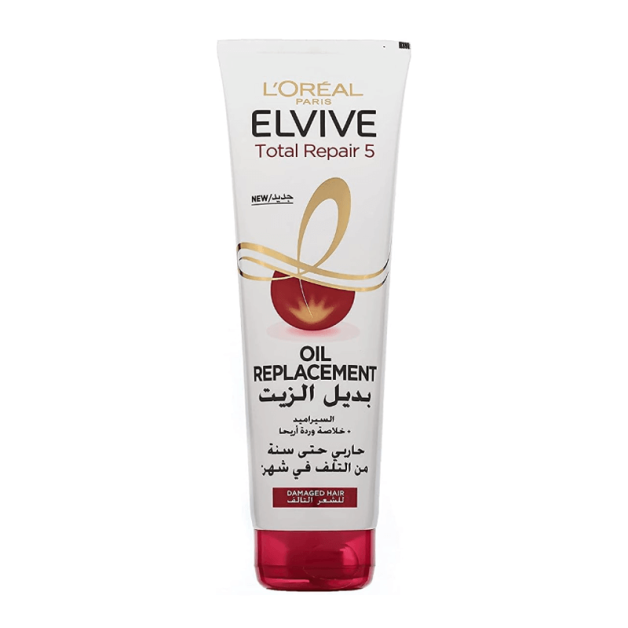 L'ORÉAL
PARIS
ELVIVE
Total Repair 5
NEW/جديد
OIL
REPLACEMENT
بديل الزيت
السيراميد
+ خلاصة وردة أريحا
حاربي حتى سنة
من التلف في شهر
DAMAGED HAIR
للشعر التالف